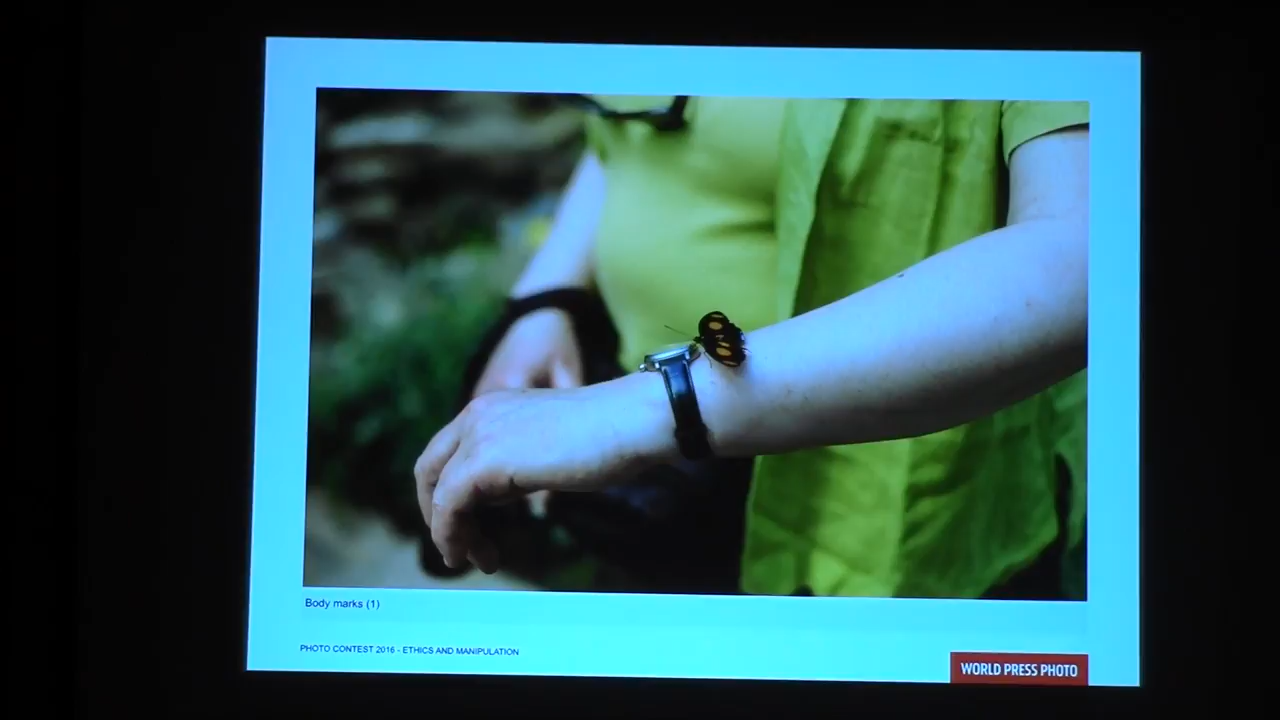 Body marks (1)
PHOTO CONTEST 2016 - ETHICS AND MANIPULATION
WORLD PRESS PHOTO